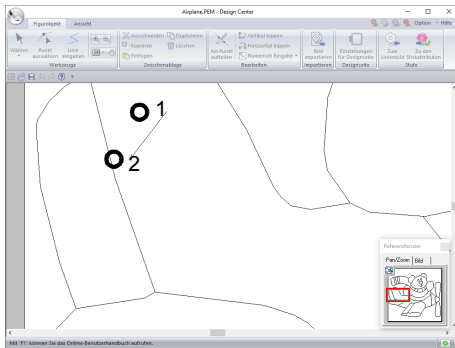 Airplane.PEM - Design Center
Figurobjekt
Ansicht
Option
Hilfe
Wählen
Punkt auswählen
Linie eingeben
Werkzeuge
Ausschneiden
Duplizieren
Kopieren
Löschen
Einfügen
Zwischenablage
Am Punkt aufteilen
Vertikal kippen
Horizontal kippen
Numerisch Eingabe
Bearbeiten
Bild importieren
Importieren
Einstellungen für Designseite
Designseite
Zum Linienbild
Zu den Stickattributen
Stufe
1
2
Referenzfenster
Pan/Zoom
Bild
Mit 'F1' können Sie das Online-Benutzerhandbuch aufrufen.